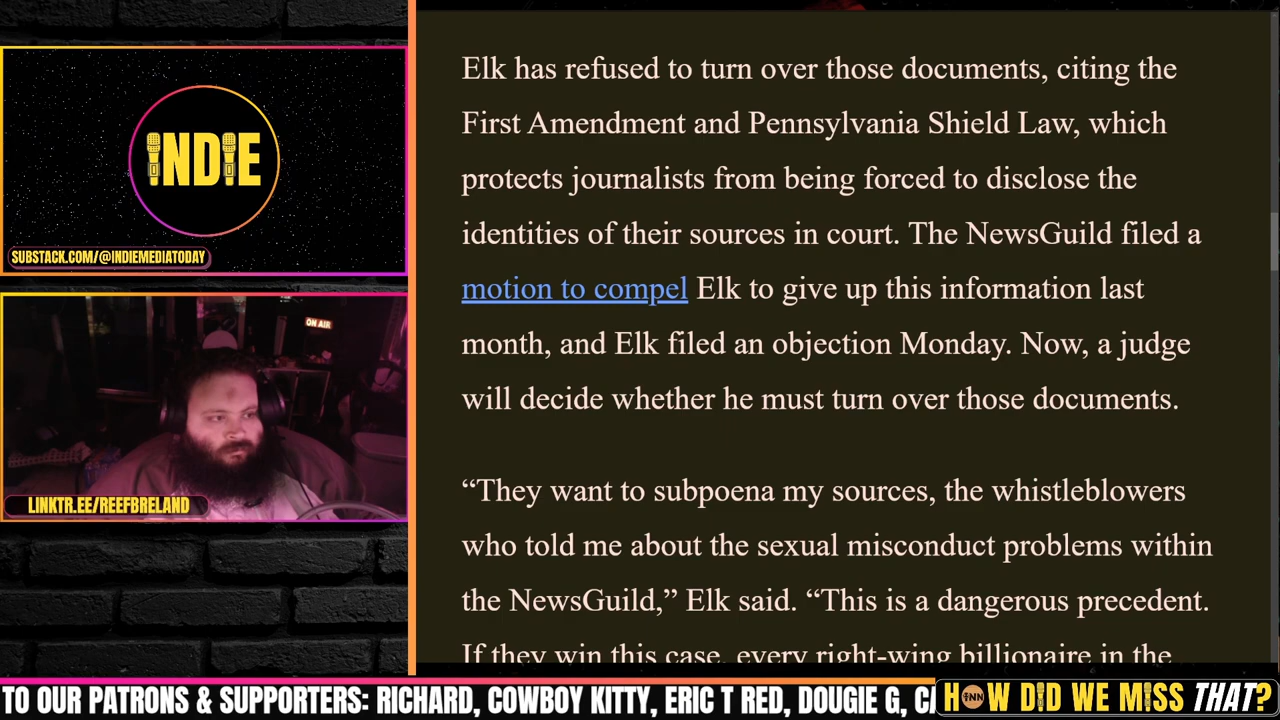 INDIE
SUBSTACK.COM/@INDIEMEDIATODAY
ON AIR
LINKTR.EE/REEFBRELAND
Elk has refused to turn over those documents, citing the
First Amendment and Pennsylvania Shield Law, which
protects journalists from being forced to disclose the
identities of their sources in court. The NewsGuild filed a
motion to compel Elk to give up this information last
month, and Elk filed an objection Monday. Now, a judge
will decide whether he must turn over those documents.
“They want to subpoena my sources, the whistleblowers
who told me about the sexual misconduct problems within
the NewsGuild,” Elk said. “This is a dangerous precedent.
If they win this case, every right-wing billionaire in the
TO OUR PATRONS & SUPPORTERS: RICHARD, COWBOY KITTY, ERIC T RED, DOUGIE G, CA
HOW DID WE MISS THAT?